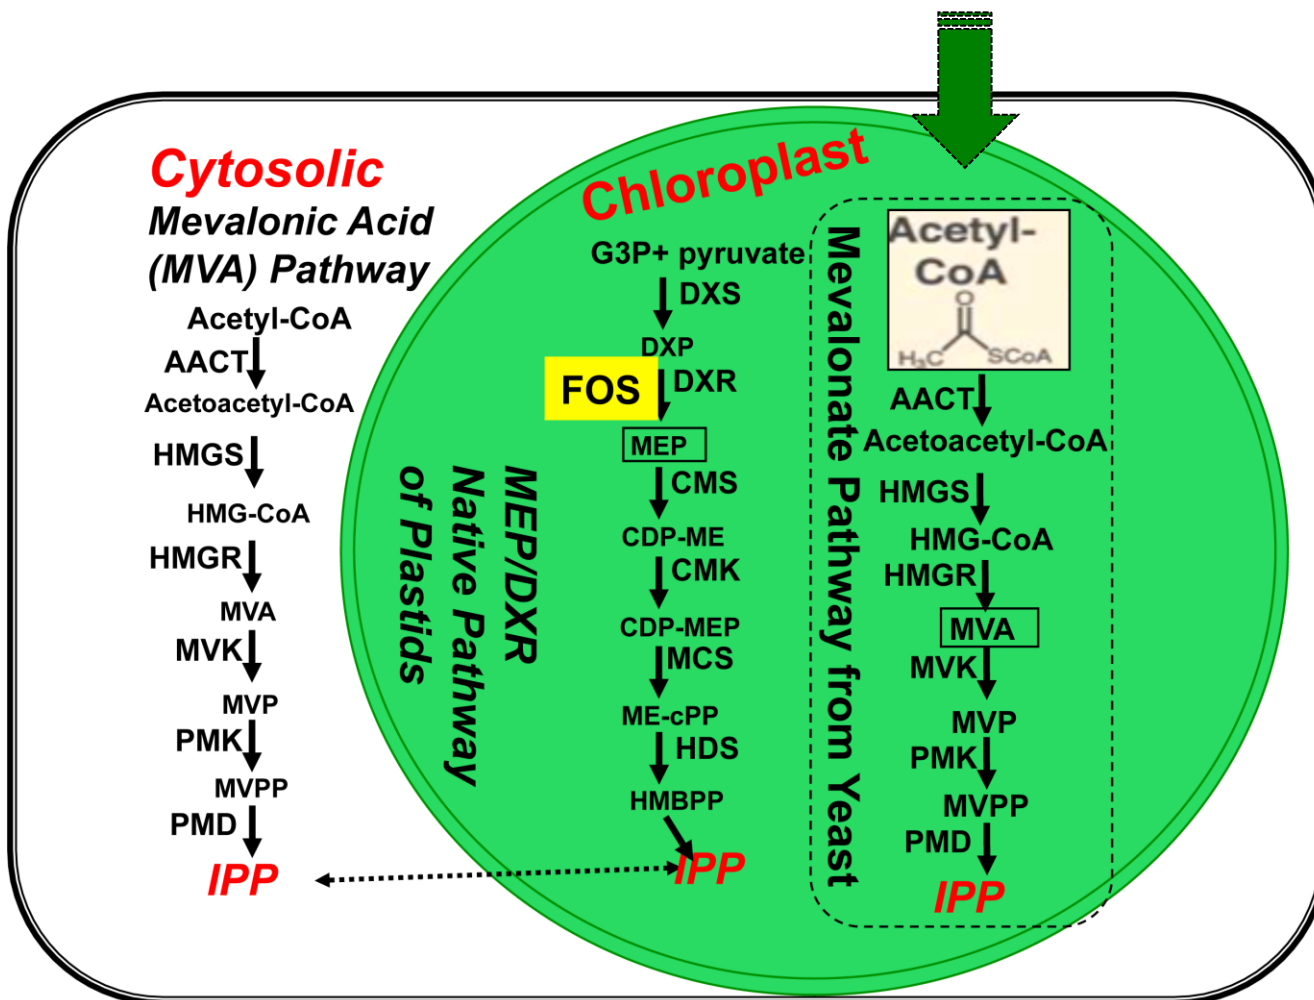 Cytosolic
Mevalonic Acid
(MVA) Pathway
Acetyl-CoA
AACT
Acetoacetyl-CoA
HMGS
HMG-CoA
HMGR
MVA
MVK
MVP
PMK
MVPP
PMD
IPP
Chloroplast
MEP/DXR
Native Pathway
of Plastids
G3P+ pyruvate
DXS
DXP
FOS
DXR
MEP
CMS
CDP-ME
CMK
CDP-MEP
MCS
ME-cPP
HDS
HMBPP
IPP
Mevalonate Pathway from Yeast
Acetyl-
CoA
O
H₃C
SCoA
AACT
Acetoacetyl-CoA
HMGS
HMG-CoA
HMGR
MVA
MVK
MVP
PMK
MVPP
PMD
IPP